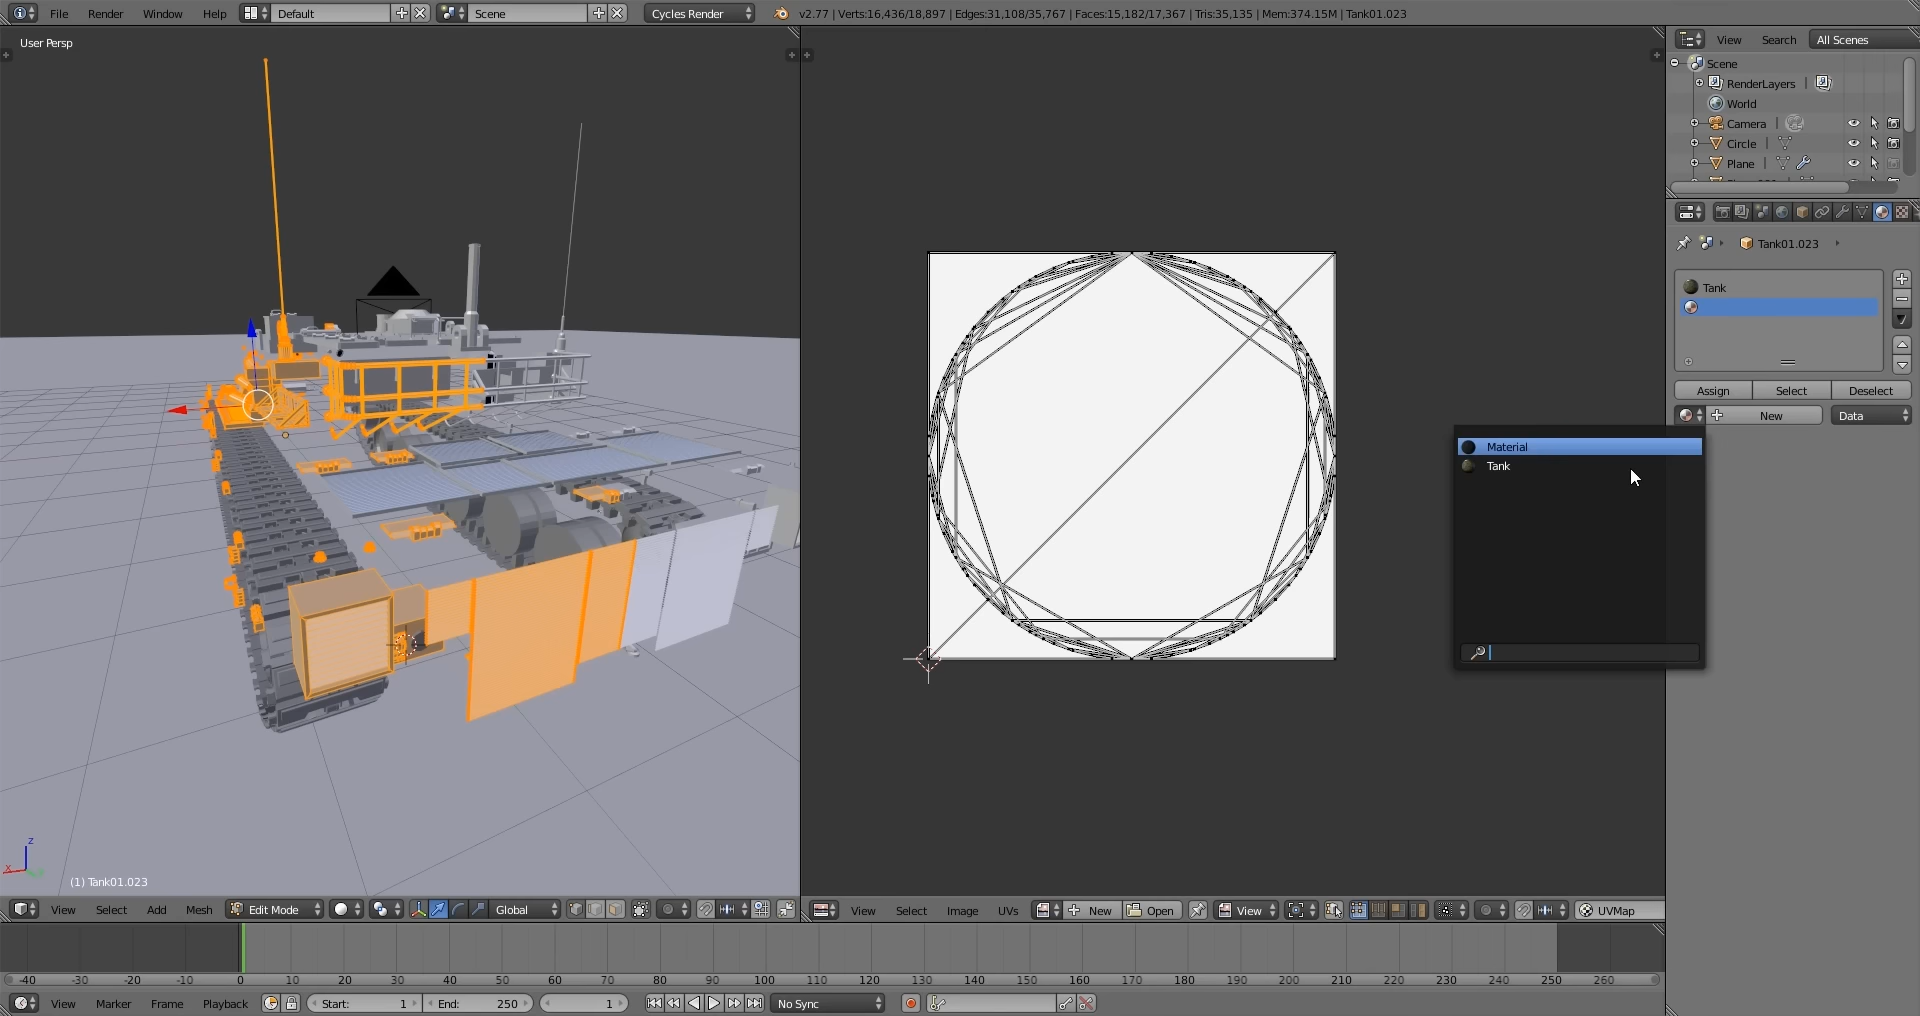 File Render Window Help Default Scene Cycles Render v2.77 | Verts:16,436/18,897 | Edges:31,108/35,767 | Faces:15,182/17,367 | Tris:35,135 | Mem:374.15M | Tank01.023
User Persp
View Search All Scenes
Scene
RenderLayers |
World
Camera |
Circle |
Plane |
Tank01.023
Tank
Assign Select Deselect
New Data
Material
Tank
z
x
(1) Tank01.023
View Select Add Mesh Edit Mode Global
View Select Image UVs New Open View UVMap
-40 -30 -20 -10 0 10 20 30 40 50 60 70 80 90 100 110 120 130 140 150 160 170 180 190 200 210 220 230 240 250 260
View Marker Frame Playback Start: 1 End: 250 1 No Sync